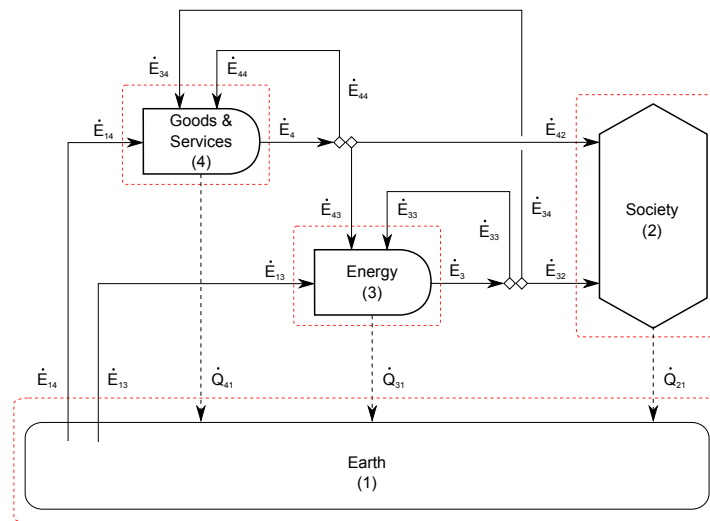 Ė34
Ė44
Ė44
Goods &
Services
(4)
Ė14
Ė4
Ė42
Society
(2)
Ė43
Ė33
Ė33
Ė34
Energy
(3)
Ė13
Ė3
Ė32
Ė14
Ė13
Q̇41
Q̇31
Q̇21
Earth
(1)